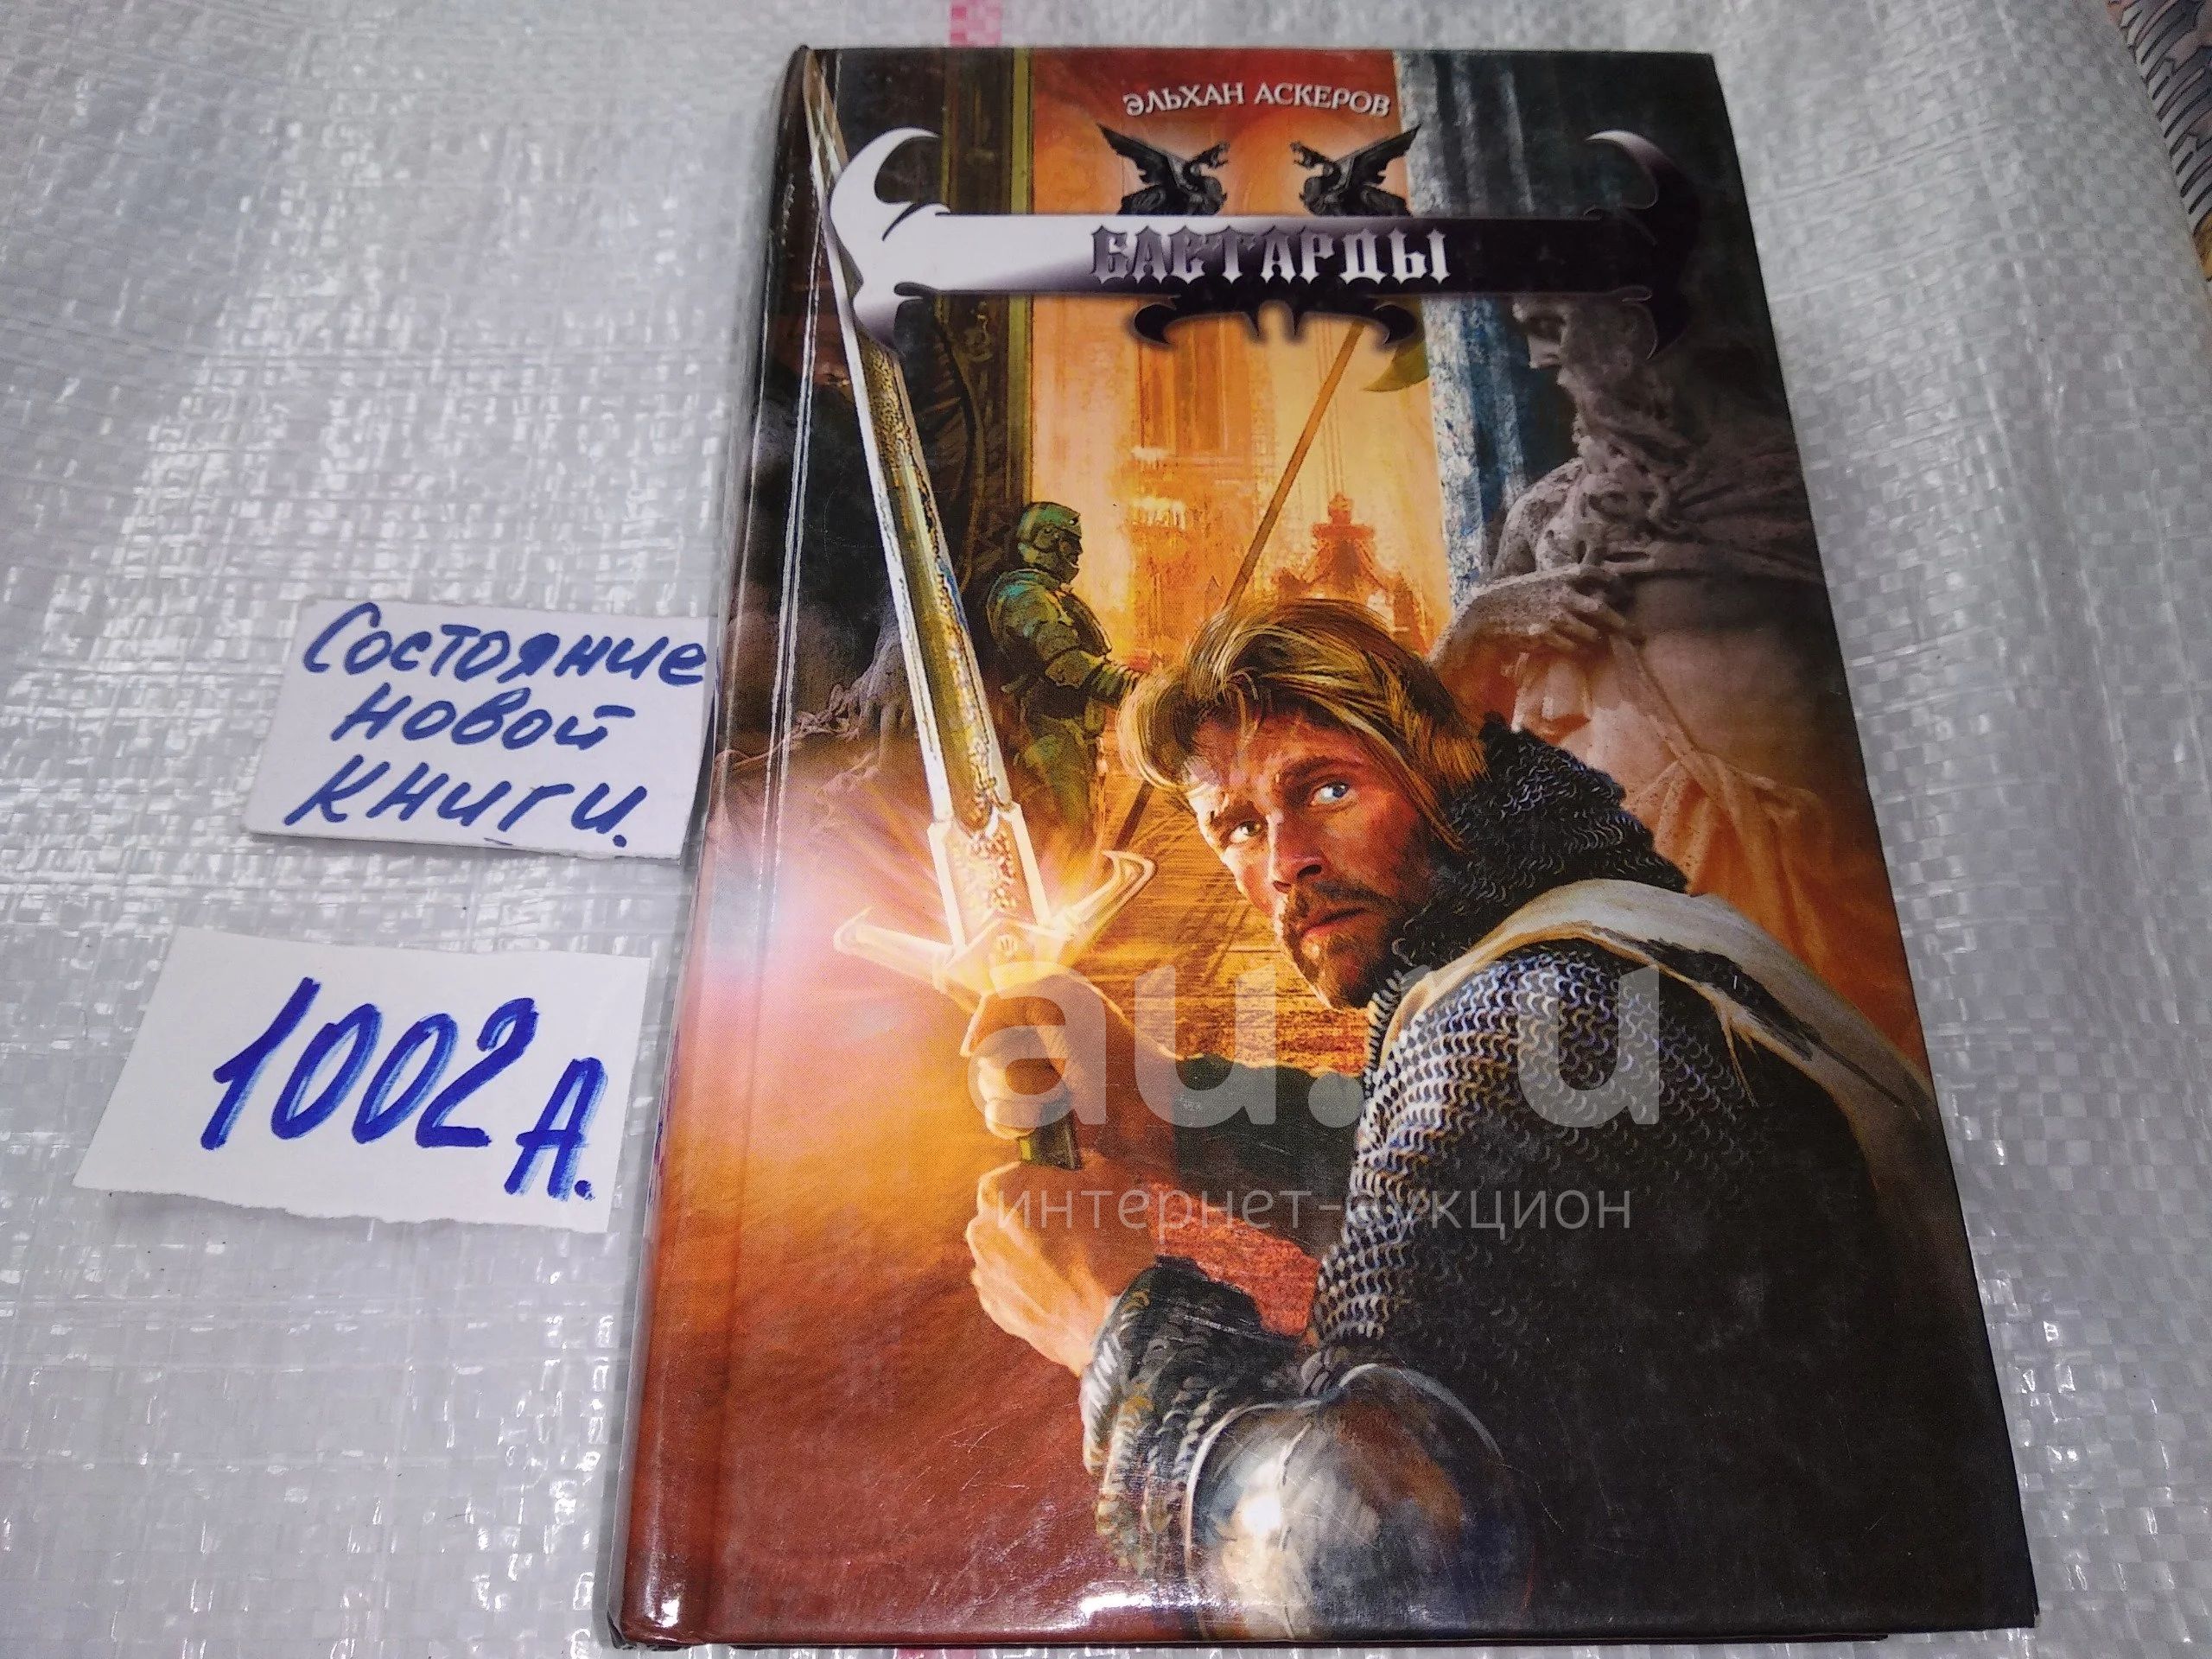 ЭЛЬХАН АСКЕРОВ
БАСТАРДЫ
Состояние
новой
книги.
1002А.
au.ru
интернет-аукцион